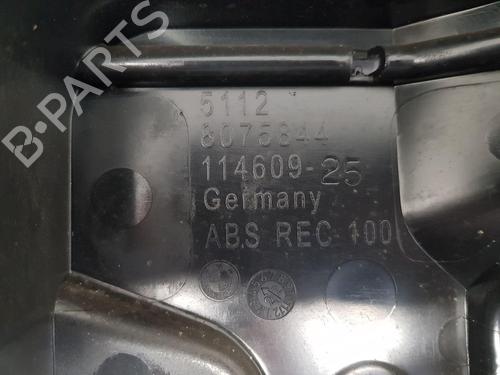 B-PARTS
5112
8075844
114609-25
Germany
ABS REC 100